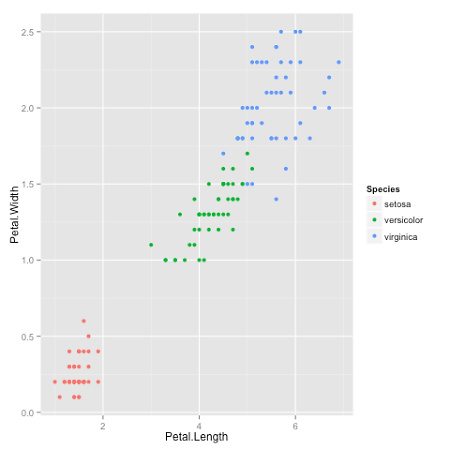 2.5
2.0
1.5
1.0
0.5
0.0
Petal.Width
2
4
6
Petal.Length
Species
setosa
versicolor
virginica